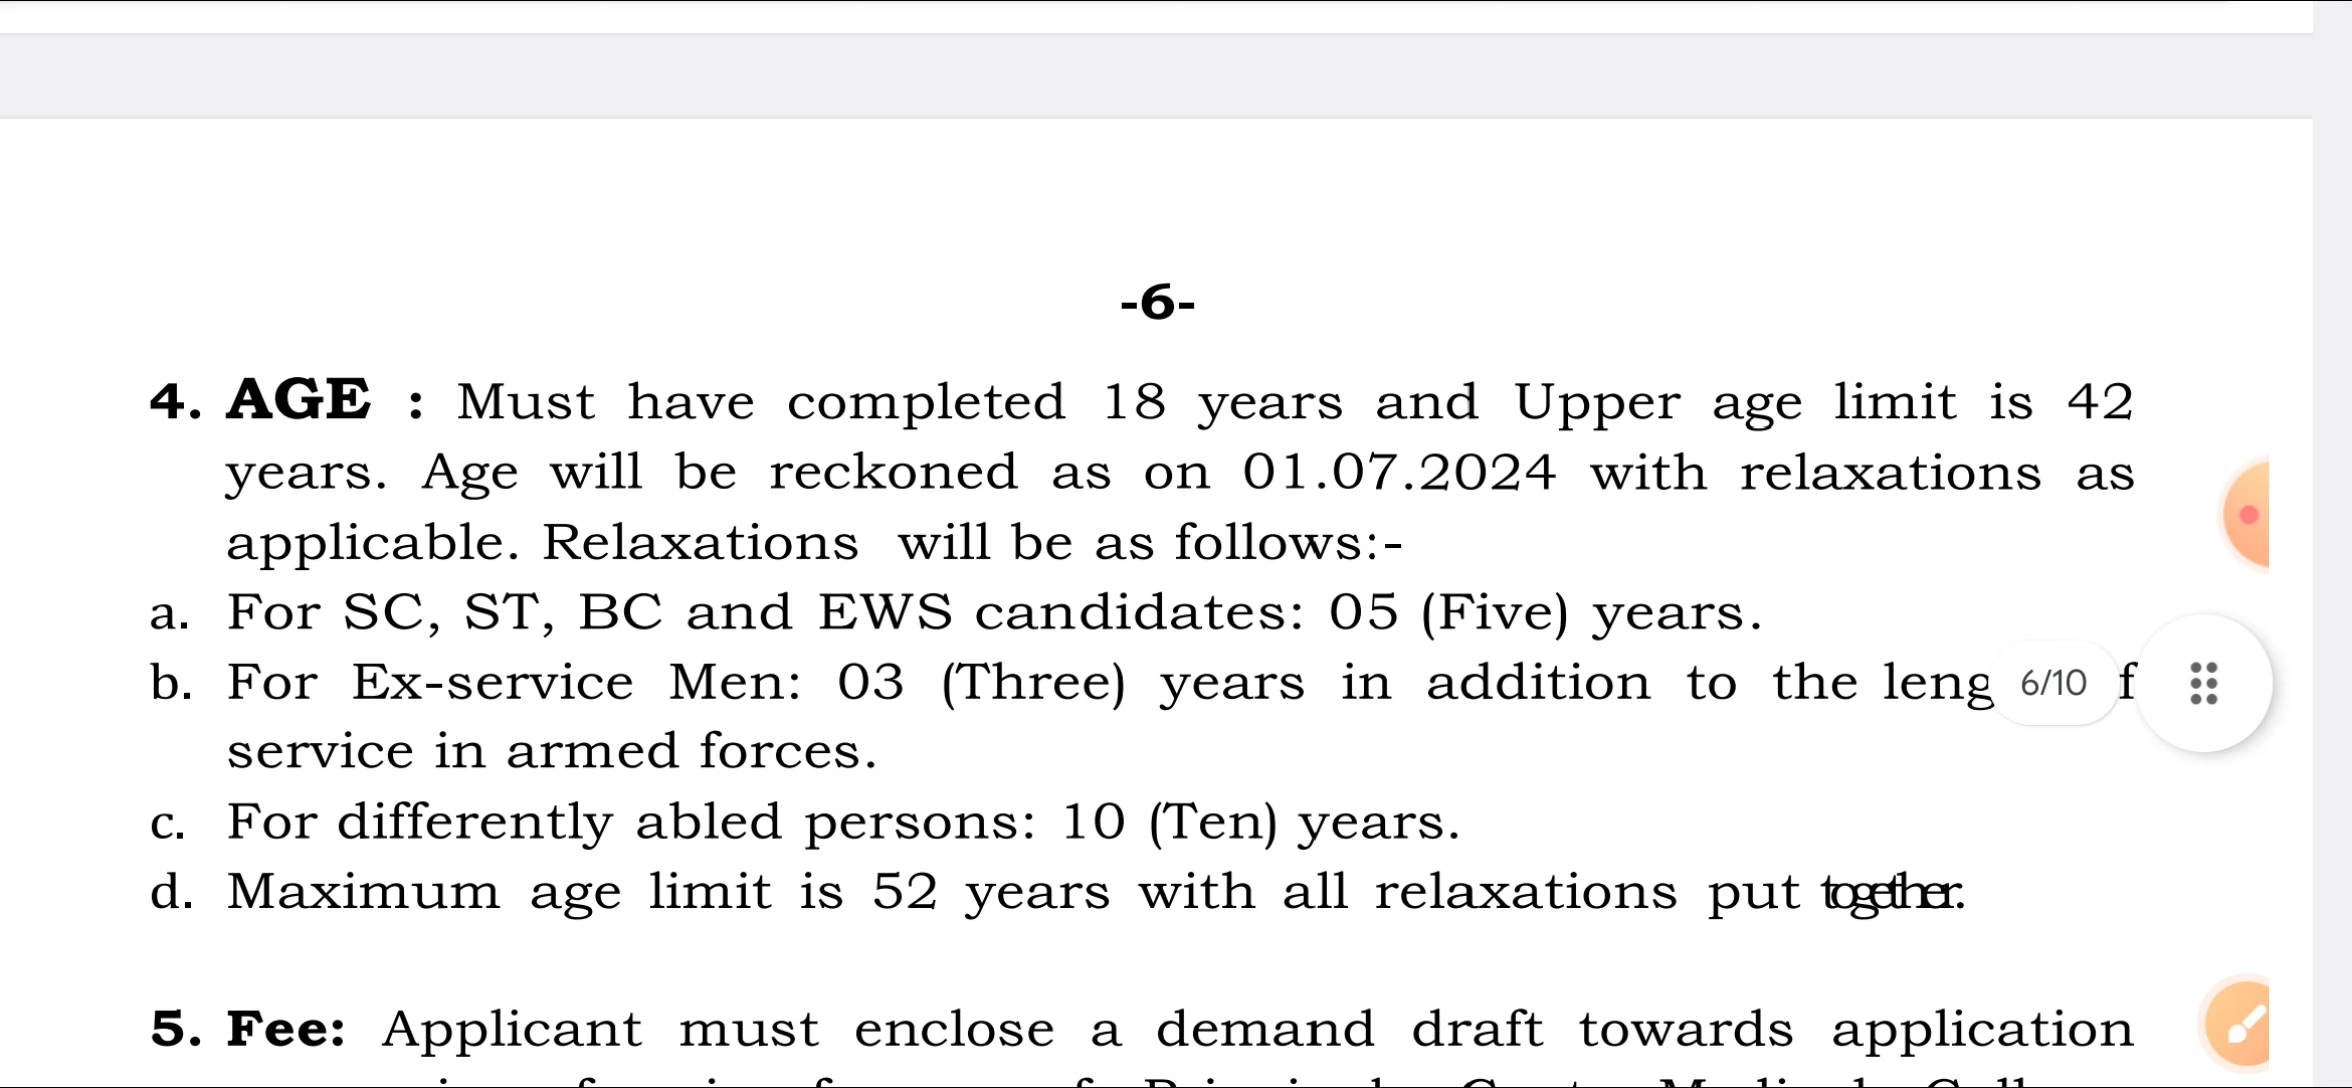 -6-
4. AGE : Must have completed 18 years and Upper age limit is 42
years. Age will be reckoned as on 01.07.2024 with relaxations as
applicable. Relaxations will be as follows:-
a. For SC, ST, BC and EWS candidates: 05 (Five) years.
b. For Ex-service Men: 03 (Three) years in addition to the leng 6/10 f
service in armed forces.
c. For differently abled persons: 10 (Ten) years.
d. Maximum age limit is 52 years with all relaxations put together.
5. Fee: Applicant must enclose a demand draft towards application